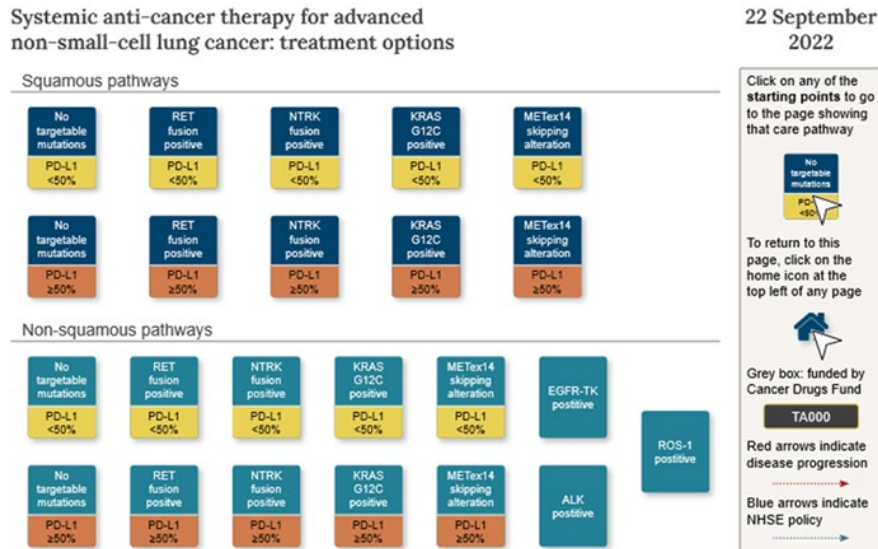 Systemic anti-cancer therapy for advanced
non-small-cell lung cancer: treatment options
22 September
2022
Squamous pathways
No
targetable
mutations
PD-L1
<50%
RET
fusion
positive
PD-L1
<50%
NTRK
fusion
positive
PD-L1
<50%
KRAS
G12C
positive
PD-L1
<50%
METex14
skipping
alteration
PD-L1
<50%
No
targetable
mutations
PD-L1
≥50%
RET
fusion
positive
PD-L1
≥50%
NTRK
fusion
positive
PD-L1
≥50%
KRAS
G12C
positive
PD-L1
≥50%
METex14
skipping
alteration
PD-L1
≥50%
Non-squamous pathways
No
targetable
mutations
PD-L1
<50%
RET
fusion
positive
PD-L1
<50%
NTRK
fusion
positive
PD-L1
<50%
KRAS
G12C
positive
PD-L1
<50%
METex14
skipping
alteration
PD-L1
<50%
EGFR-TK
postitive
ROS-1
postitive
No
targetable
mutations
PD-L1
≥50%
RET
fusion
positve
PD-L1
≥50%
NTRK
fusion
positive
PD-L1
≥50%
KRAS
G12C
positive
PD-L1
≥50%
METex14
skipping
alteration
PD-L1
≥50%
ALK
postitive
Click on any of the
starting points to go
to the page showing
that care pathway
No
targetable
mutations
To return to this
page, click on the
home icon at the
top left of any page
Grey box: funded by
Cancer Drugs Fund
TA000
Red arrows indicate
disease progression
Blue arrows indicate
NHSE policy